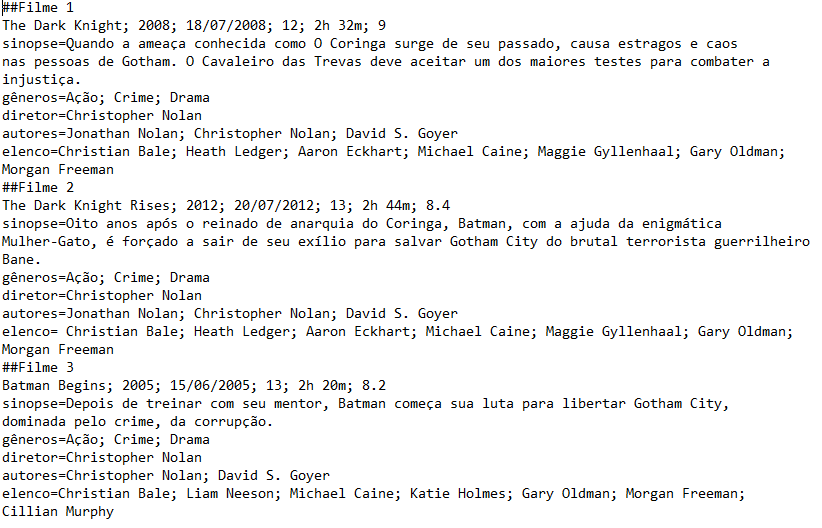 ##Filme 1
The Dark Knight; 2008; 18/07/2008; 12; 2h 32m; 9
sinopse=Quando a ameaça conhecida como O Coringa surge de seu passado, causa estragos e caos
nas pessoas de Gotham. O Cavaleiro das Trevas deve aceitar um dos maiores testes para combater a
injustiça.
gêneros=Ação; Crime; Drama
diretor=Christopher Nolan
autores=Jonathan Nolan; Christopher Nolan; David S. Goyer
elenco=Christian Bale; Heath Ledger; Aaron Eckhart; Michael Caine; Maggie Gyllenhaal; Gary Oldman;
Morgan Freeman
##Filme 2
The Dark Knight Rises; 2012; 20/07/2012; 13; 2h 44m; 8.4
sinopse=Oito anos após o reinado de anarquia do Coringa, Batman, com a ajuda da enigmática
Mulher-Gato, é forçado a sair de seu exílio para salvar Gotham City do brutal terrorista guerrilheiro
Bane.
gêneros=Ação; Crime; Drama
diretor=Christopher Nolan
autores=Jonathan Nolan; Christopher Nolan; David S. Goyer
elenco= Christian Bale; Heath Ledger; Aaron Eckhart; Michael Caine; Maggie Gyllenhaal; Gary Oldman;
Morgan Freeman
##Filme 3
Batman Begins; 2005; 15/06/2005; 13; 2h 20m; 8.2
sinopse=Depois de treinar com seu mentor, Batman começa sua luta para libertar Gotham City,
dominada pelo crime, da corrupção.
gêneros=Ação; Crime; Drama
diretor=Christopher Nolan
autores=Christopher Nolan; David S. Goyer
elenco=Christian Bale; Liam Neeson; Michael Caine; Katie Holmes; Gary Oldman; Morgan Freeman;
Cillian Murphy